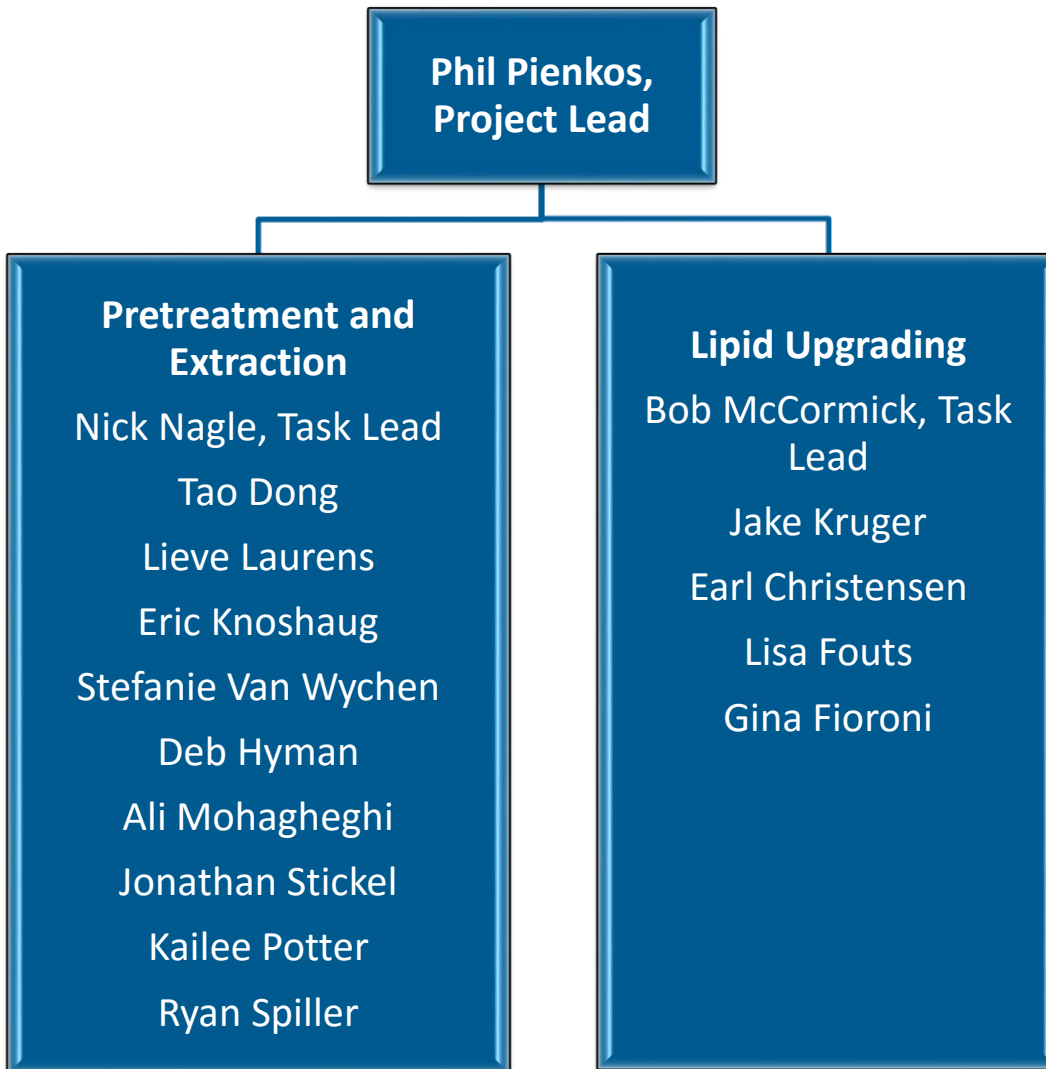 Phil Pienkos,
Project Lead
Pretreatment and
Extraction
Nick Nagle, Task Lead
Tao Dong
Lieve Laurens
Eric Knoshaug
Stefanie Van Wychen
Deb Hyman
Ali Mohagheghi
Jonathan Stickel
Kailee Potter
Ryan Spiller
Lipid Upgrading
Bob McCormick, Task
Lead
Jake Kruger
Earl Christensen
Lisa Fouts
Gina Fioroni